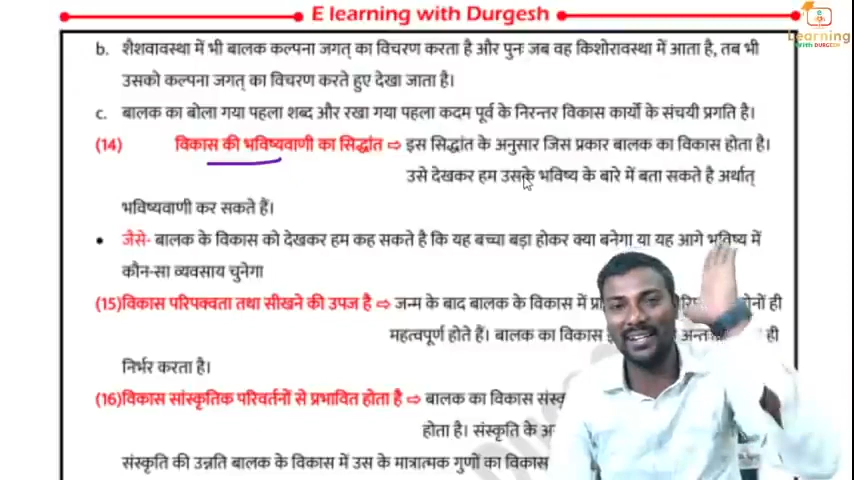 E learning with Durgesh
Learning
With DURGESH
b. शैशवावस्था में भी बालक कल्पना जगत् का विचरण करता है और पुनः जब वह किशोरावस्था में आता है, तब भी
उसको कल्पना जगत् का विचरण करते हुए देखा जाता है।
c. बालक का बोला गया पहला शब्द और रखा गया पहला कदम पूर्व के निरन्तर विकास कार्यो के संचयी प्रगति है।
(14) विकास की भविष्यवाणी का सिद्धांत ⇨ इस सिद्धांत के अनुसार जिस प्रकार बालक का विकास होता है।
उसे देखकर हम उसके भविष्य के बारे में बता सकते है अर्थात्
भविष्यवाणी कर सकते हैं।
• जैसे- बालक के विकास को देखकर हम कह सकते है कि यह बच्चा बड़ा होकर क्या बनेगा या यह आगे भविष्य में
कौन-सा व्यवसाय चुनेगा
(15)विकास परिपक्वता तथा सीखने की उपज है ⇨ जन्म के बाद बालक के विकास में ही
महत्वपूर्ण होते हैं। बालक का विकास ही
निर्भर करता है।
(16)विकास सांस्कृतिक परिवर्तनों से प्रभावित होता है ⇨ बालक का विकास
होता है। संस्कृति के
संस्कृति की उन्नति बालक के विकास में उस के मात्रात्मक गुणों का विकास